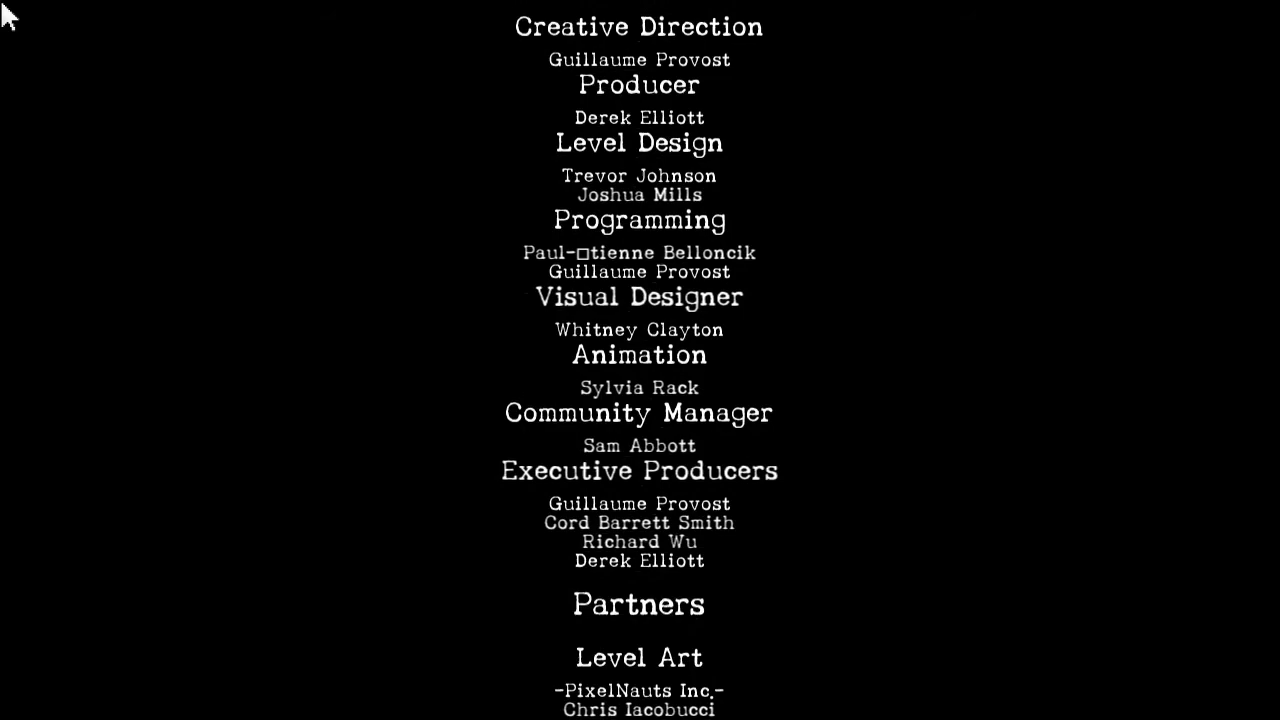 Creative Direction
Guillaume Provost
Producer
Derek Elliott
Level Design
Trevor Johnson
Joshua Mills
Programming
Paul-□tienne Belloncik
Guillaume Provost
Visual Designer
Whitney Clayton
Animation
Sylvia Rack
Community Manager
Sam Abbott
Executive Producers
Guillaume Provost
Cord Barrett Smith
Richard Wu
Derek Elliott
Partners
Level Art
-PixelNauts Inc.-
Chris Iacobucci